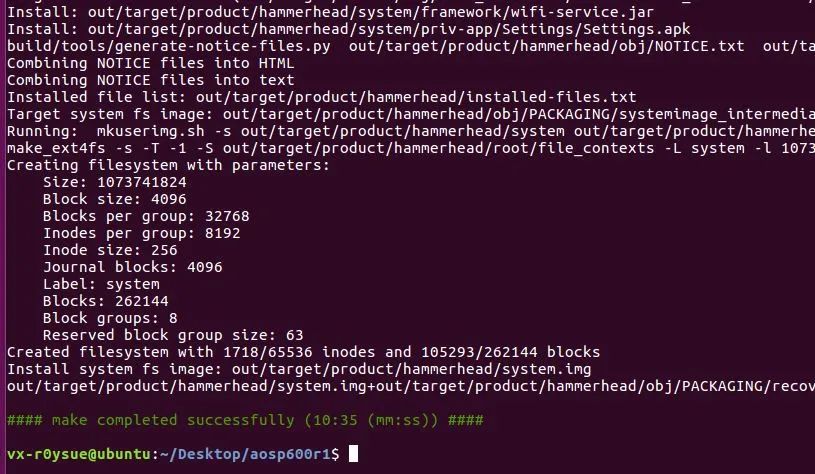 Install: out/target/product/hammerhead/system/framework/wifi-service.jar
Install: out/target/product/hammerhead/system/priv-app/Settings/Settings.apk
build/tools/generate-notice-files.py  out/target/product/hammerhead/obj/NOTICE.txt  out/ta
Combining NOTICE files into HTML
Combining NOTICE files into text
Installed file list: out/target/product/hammerhead/installed-files.txt
Target system fs image: out/target/product/hammerhead/obj/PACKAGING/systemimage_intermedia
Running:  mkuserimg.sh -s out/target/product/hammerhead/system out/target/product/hammerhe
make_ext4fs -s -T -1 -S out/target/product/hammerhead/root/file_contexts -L system -l 1073
Creating filesystem with parameters:
    Size: 1073741824
    Block size: 4096
    Blocks per group: 32768
    Inodes per group: 8192
    Inode size: 256
    Journal blocks: 4096
    Label: system
    Blocks: 262144
    Block groups: 8
    Reserved block group size: 63
Created filesystem with 1718/65536 inodes and 105293/262144 blocks
Install system fs image: out/target/product/hammerhead/system.img
out/target/product/hammerhead/system.img+out/target/product/hammerhead/obj/PACKAGING/recov
#### make completed successfully (10:35 (mm:ss)) ####
vx-r0ysue@ubuntu:~/Desktop/aosp600r1$